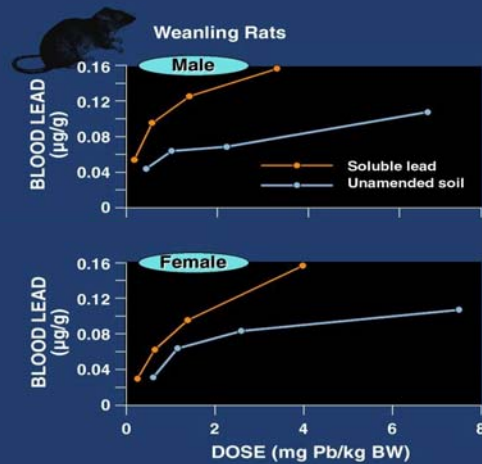 Weanling Rats
Male
BLOOD LEAD
(µg/g)
0.16
0.12
0.08
0.04
0
Soluble lead
Unamended soil
Female
BLOOD LEAD
(µg/g)
0.16
0.12
0.08
0.04
0
0 2 4 6 8
DOSE (mg Pb/kg BW)